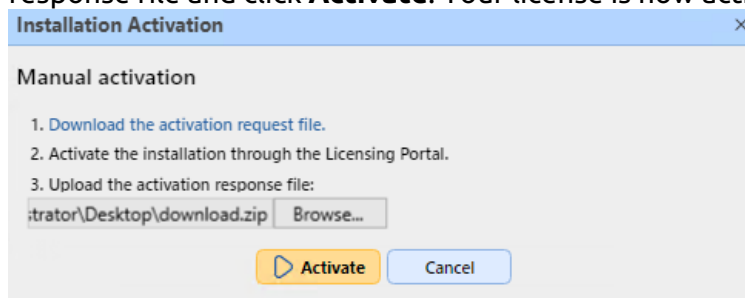 response file and click Activate. Your license is now acti
Installation Activation
Manual activation
1. Download the activation request file.
2. Activate the installation through the Licensing Portal.
3. Upload the activation response file:
strator\Desktop\download.zip Browse...
Activate Cancel